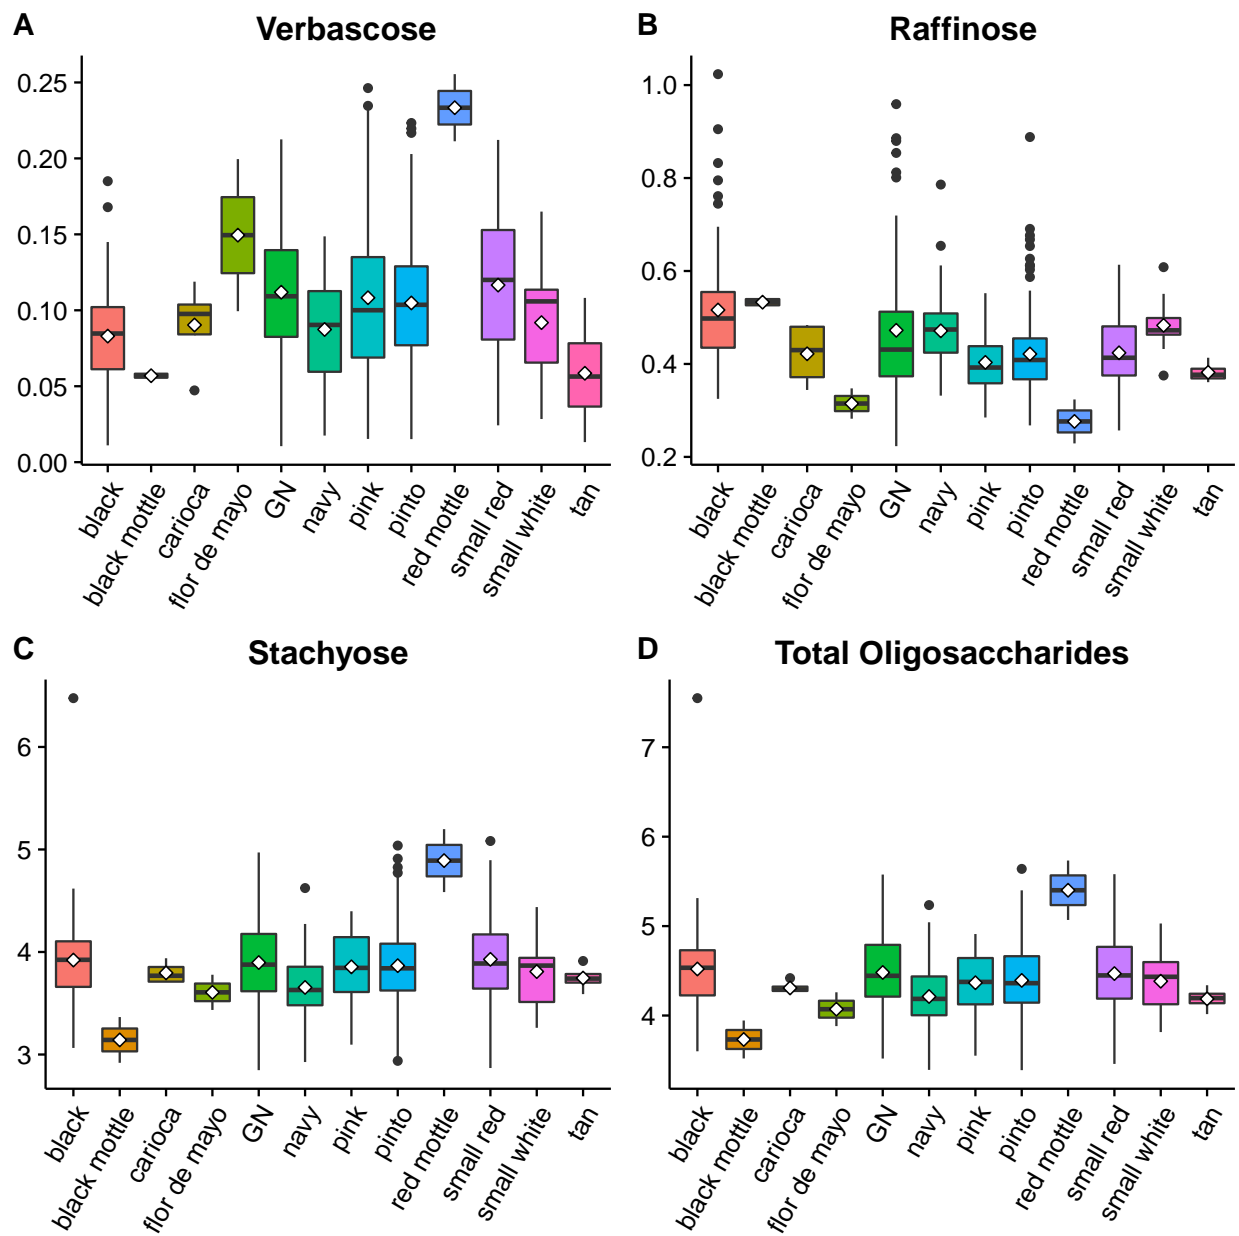 A
Verbascose
0.25
0.20
0.15
0.10
0.05
0.00
black
black mottle
carioca
flor de mayo
GN
navy
pink
pinto
red mottle
small red
small white
tan
B
Raffinose
1.0
0.8
0.6
0.4
0.2
black
black mottle
carioca
flor de mayo
GN
navy
pink
pinto
red mottle
small red
small white
tan
C
Stachyose
6
5
4
3
black
black mottle
carioca
flor de mayo
GN
navy
pink
pinto
red mottle
small red
small white
tan
D
Total Oligosaccharides
7
6
5
4
black
black mottle
carioca
flor de mayo
GN
navy
pink
pinto
red mottle
small red
small white
tan